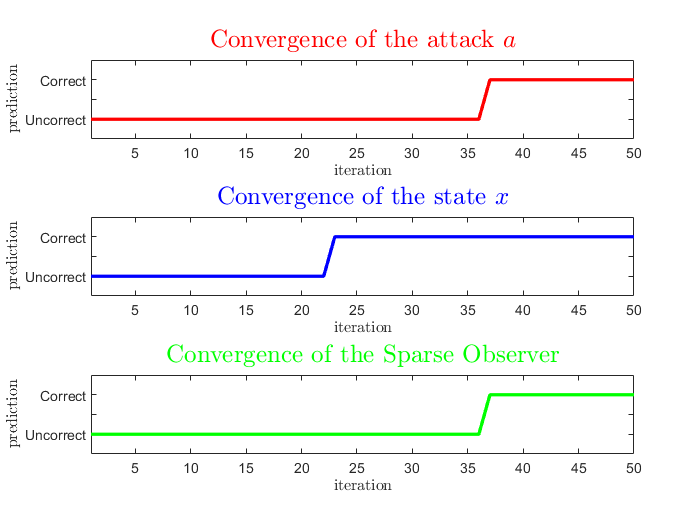 Convergence of the attack a
prediction
Correct
Uncorrect
5 10 15 20 25 30 35 40 45 50
iteration
Convergence of the state x
prediction
Correct
Uncorrect
5 10 15 20 25 30 35 40 45 50
iteration
Convergence of the Sparse Observer
prediction
Correct
Uncorrect
5 10 15 20 25 30 35 40 45 50
iteration